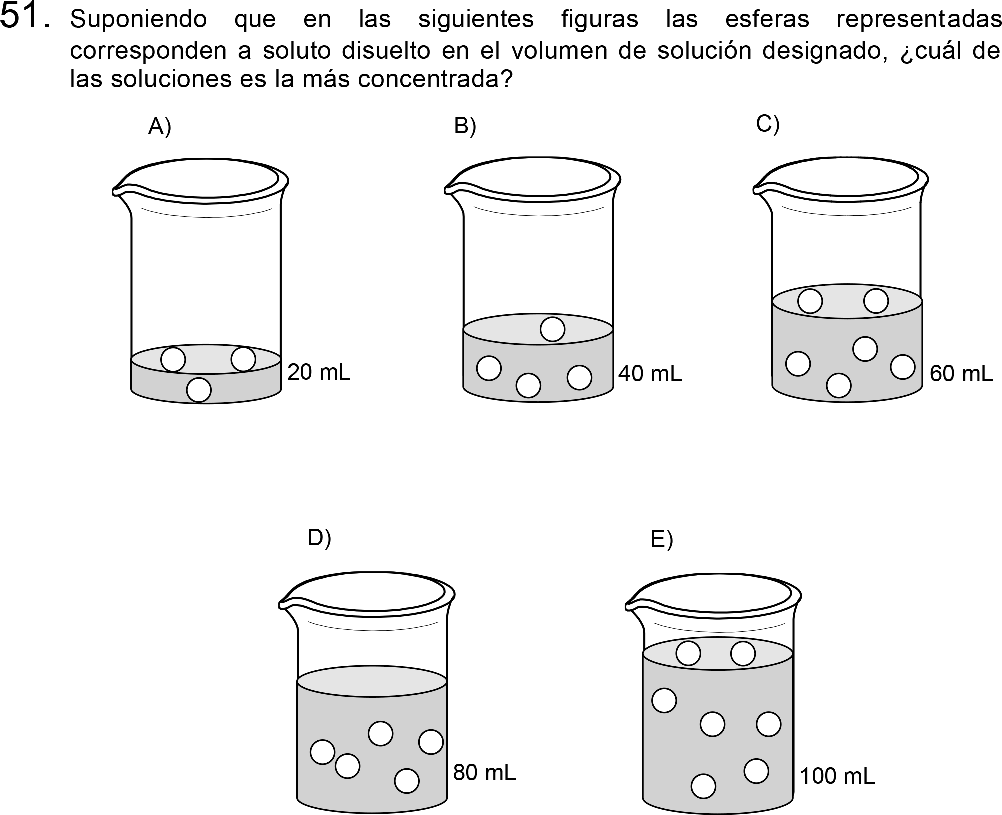 51. Suponiendo que en las siguientes figuras las esferas representadas
corresponden a soluto disuelto en el volumen de solución designado, ¿cuál de
las soluciones es la más concentrada?
A) B) C)
20 mL 40 mL 60 mL
D) E)
80 mL 100 mL